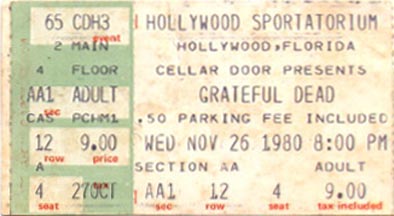 65 CDH3
event
2 MAIN
4 FLOOR
AA1 ADULT
sec
CAS PCHM1
12 9.00
row price
A tax
4 27OCT
seat
HOLLYWOOD SPORTATORIUM
HOLLYWOOD,FLORIDA
CELLAR DOOR PRESENTS
GRATEFUL DEAD
.50 PARKING FEE INCLUDED
WED NOV 26 1980 8:00 PM
SECTION AA ADULT
AA1 12 4 9.00
sec row seat tax included